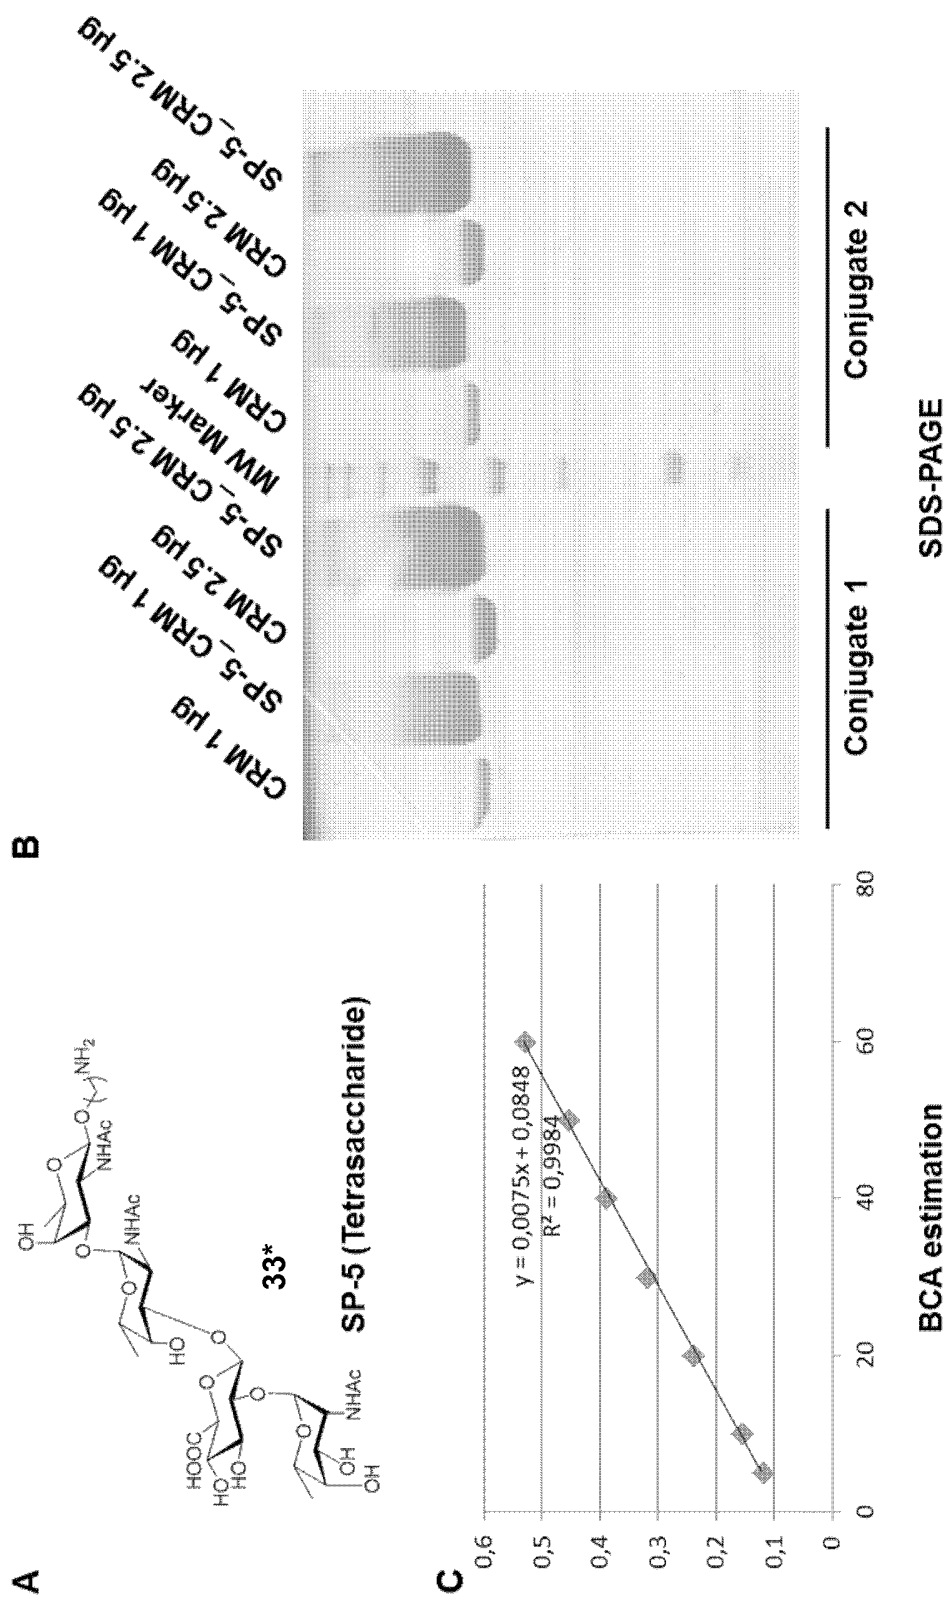 A
OH
O
O
O
NH2
NHAc
O
NHAc
O
HO
O
HOOC
O
HO
HO
O
O
NHAc
OH
OH
33*
SP-5 (Tetrasaccharide)
B
CRM 1 µg
SP-5_CRM 1 µg
CRM 2.5 µg
SP-5_CRM 2.5 µg
MW Marker
CRM 1 µg
SP-5_CRM 1 µg
CRM 2.5 µg
SP-5_CRM 2.5 µg
Conjugate 1
Conjugate 2
SDS-PAGE
C
0,6
0,5
0,4
0,3
0,2
0,1
0
y = 0,0075x + 0,0848
R² = 0,9984
0 20 40 60 80
BCA estimation